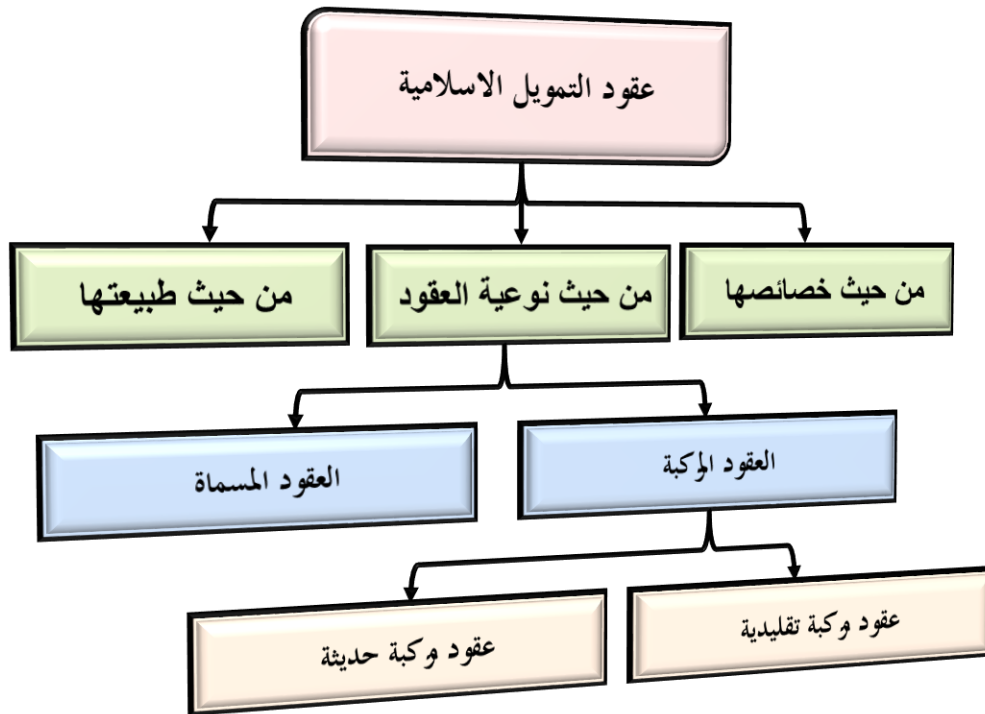 عقود التمويل الاسلامية
من حيث خصائصها
من حيث نوعية العقود
من حيث طبيعتها
العقود المركبة
العقود المسماة
عقود مركبة تقليدية
عقود مركبة حديثة